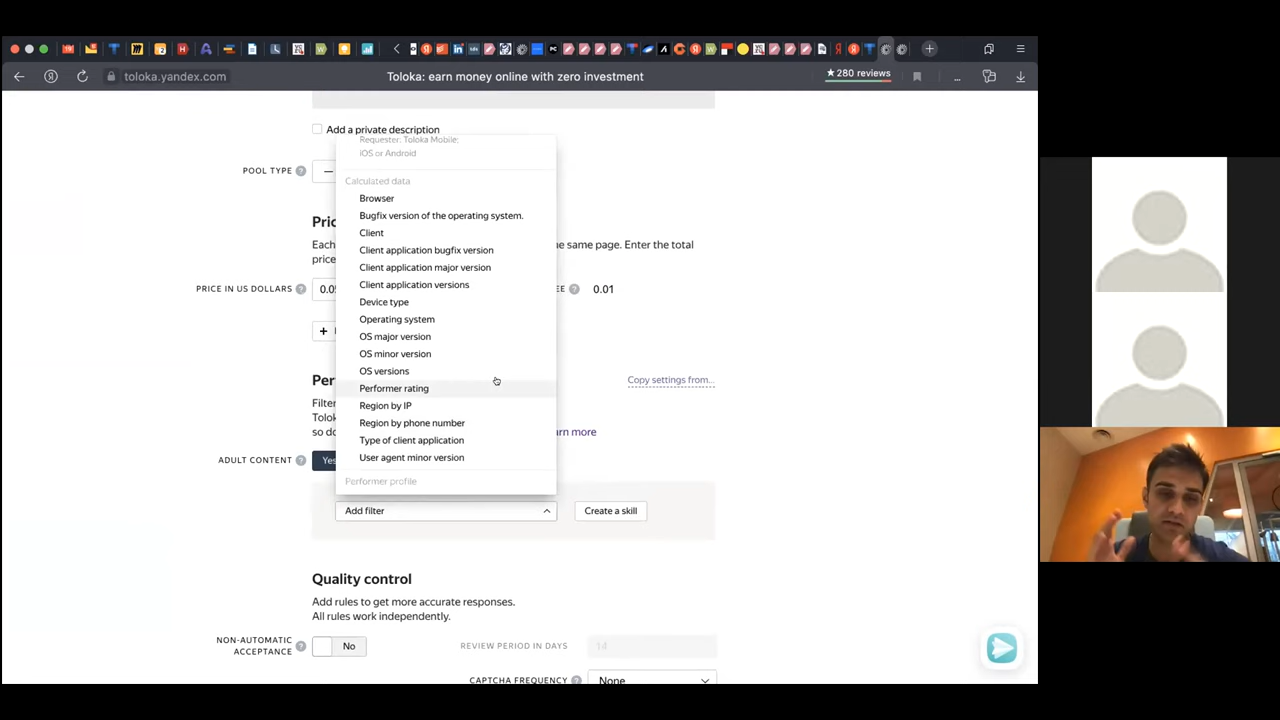 toloka.yandex.com
Toloka: earn money online with zero investment
★280 reviews
Add a private description
Requester: Toloka Mobile;
iOS or Android
POOL TYPE
Calculated data
Browser
Bugfix version of the operating system.
Client
Client application bugfix version
Client application major version
Client application versions
Device type
Operating system
OS major version
OS minor version
OS versions
Performer rating
Region by IP
Region by phone number
Type of client application
User agent minor version
Performer profile
Pric
Each
e same page. Enter the total
price
PRICE IN US DOLLARS
0.05
EE
0.01
Per
Copy settings from...
Filter
Tolok
so do
arn more
ADULT CONTENT
Yes
Add filter
Create a skill
Quality control
Add rules to get more accurate responses.
All rules work independently.
NON-AUTOMATIC
ACCEPTANCE
No
REVIEW PERIOD IN DAYS
14
CAPTCHA FREQUENCY
None